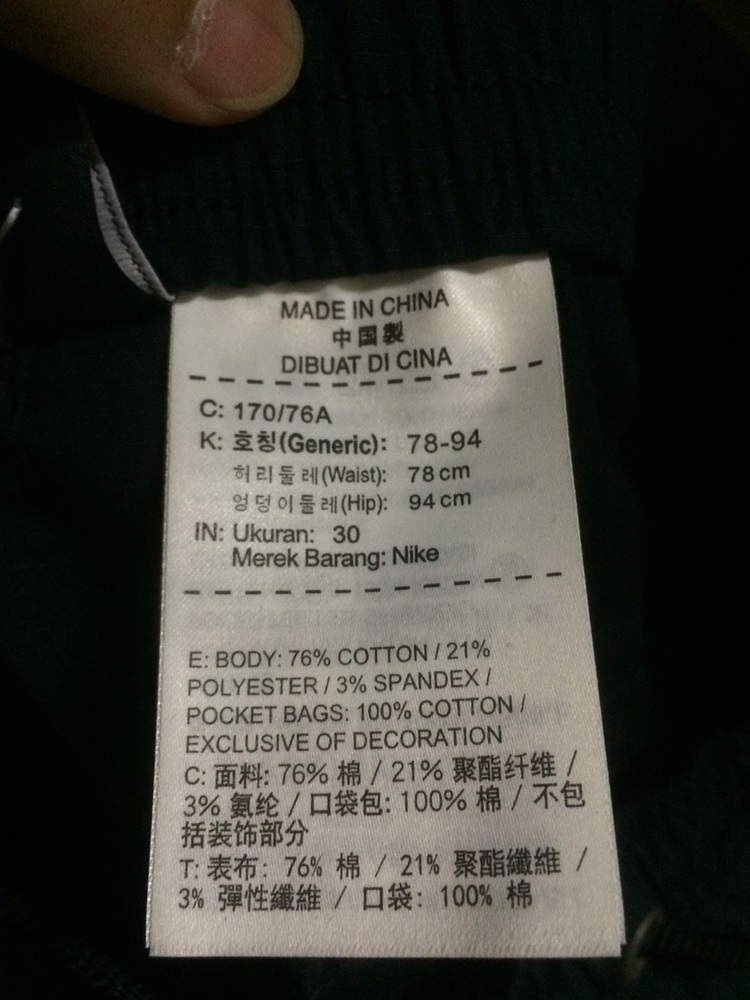 MADE IN CHINA
中国製
DIBUAT DI CINA
C: 170/76A
K: 호칭(Generic): 78-94
허리둘레(Waist): 78 cm
엉덩이둘레(Hip): 94 cm
IN: Ukuran: 30
Merek Barang: Nike
E: BODY: 76% COTTON / 21%
POLYESTER / 3% SPANDEX /
POCKET BAGS: 100% COTTON /
EXCLUSIVE OF DECORATION
C: 面料: 76% 棉 / 21% 聚酯纤维 /
3% 氨纶 / 口袋包: 100% 棉 / 不包
括装饰部分
T: 表布: 76% 棉 / 21% 聚酯纖維 /
3% 彈性纖維 / 口袋: 100% 棉